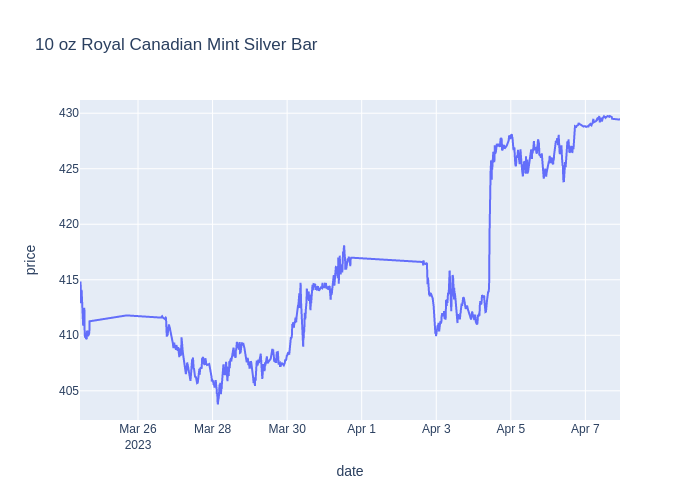 10 oz Royal Canadian Mint Silver Bar
430
425
420
415
410
405
price
Mar 26
2023
Mar 28
Mar 30
Apr 1
Apr 3
Apr 5
Apr 7
date